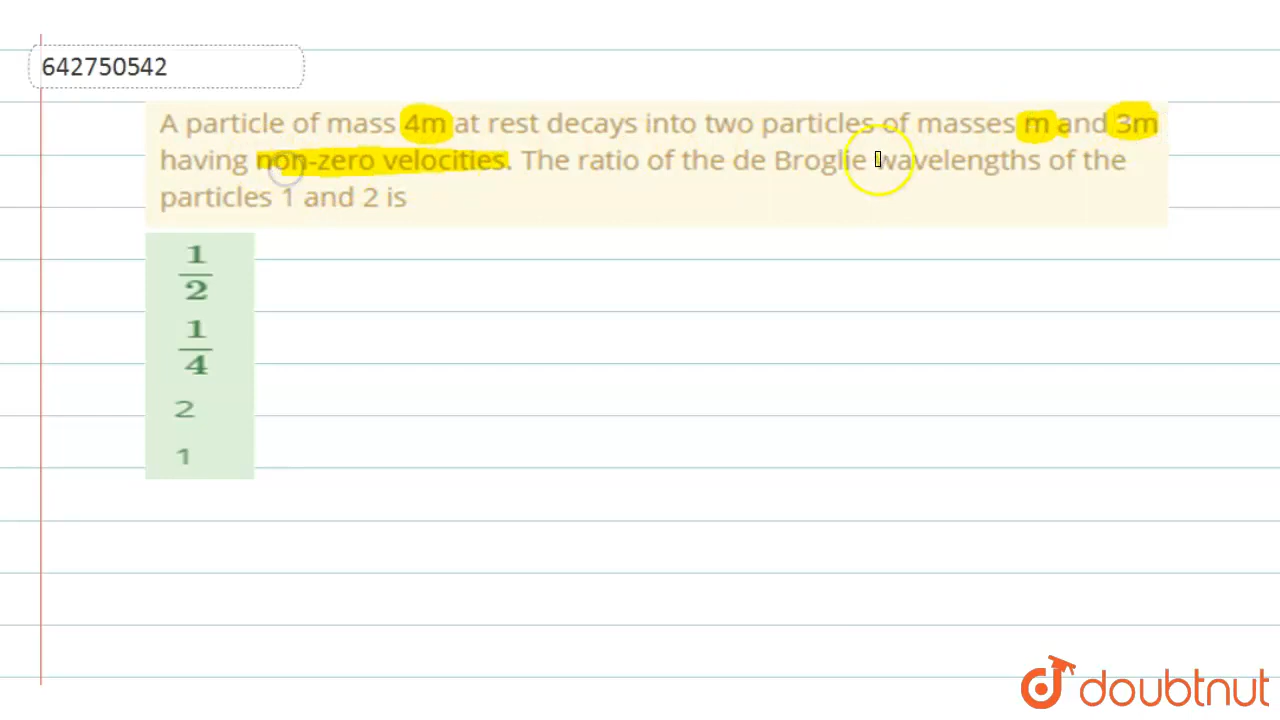 642750542
A particle of mass 4m at rest decays into two particles of masses m and 3m
having non-zero velocities. The ratio of the de Broglie wavelengths of the
particles 1 and 2 is
1
2
1
4
2
1
doubtnut